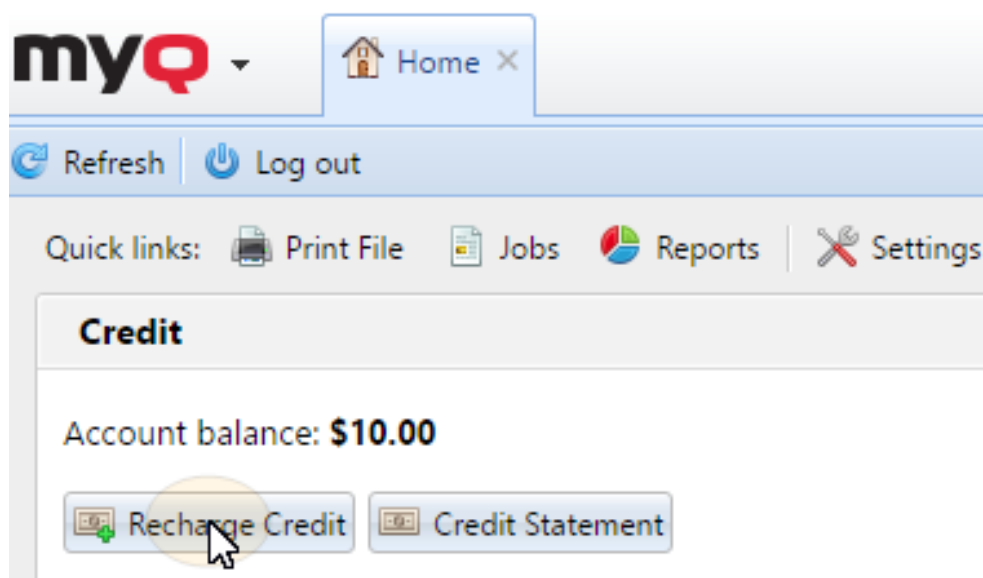 myQ Home
Refresh Log out
Quick links: Print File Jobs Reports Settings
Credit
Account balance: $10.00
Recharge Credit Credit Statement